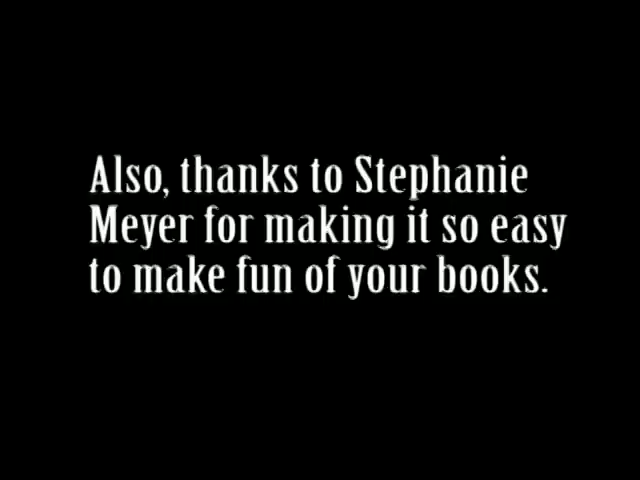 Also, thanks to Stephanie
Meyer for making it so easy
to make fun of your books.